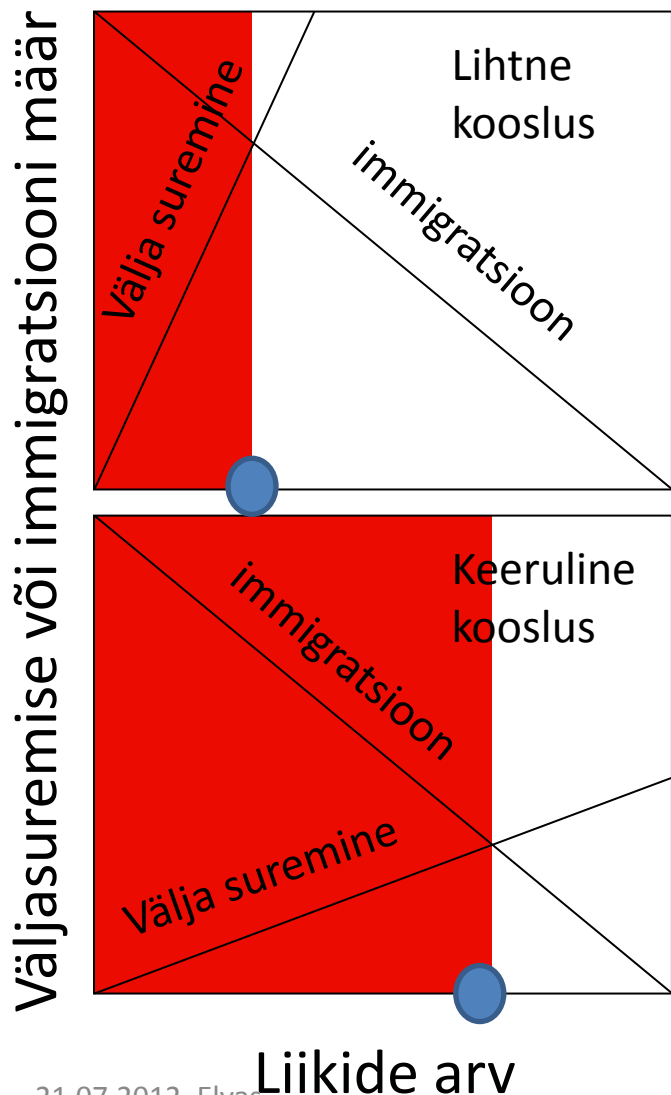 Väljasuremise või immigratsiooni määr
Lihtne
kooslus
Välja suremine
immigratsioon
Keeruline
kooslus
immigratsioon
Välja suremine
Liikide arv